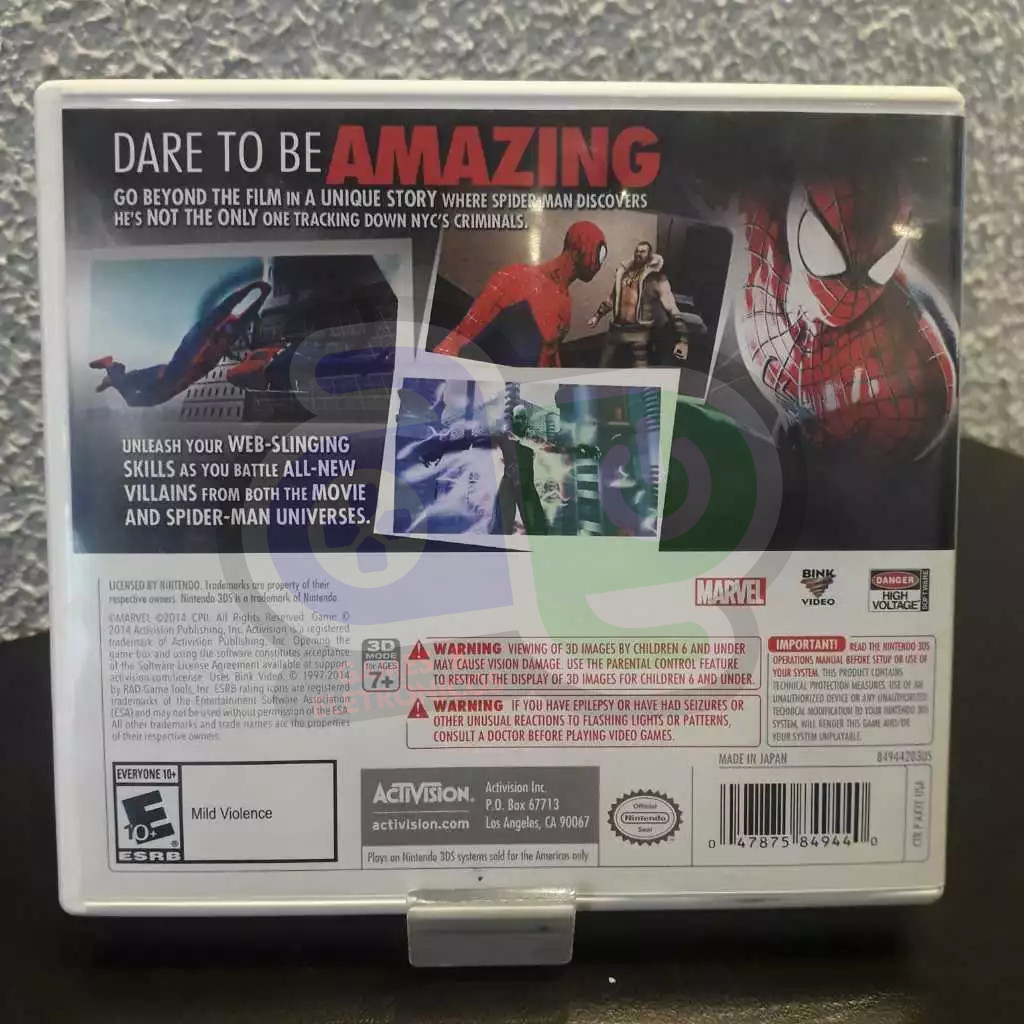 DARE TO BE AMAZING
GO BEYOND THE FILM IN A UNIQUE STORY WHERE SPIDER-MAN DISCOVERS
HE'S NOT THE ONLY ONE TRACKING DOWN NYC'S CRIMINALS.
UNLEASH YOUR WEB-SLINGING
SKILLS AS YOU BATTLE ALL-NEW
VILLAINS FROM BOTH THE MOVIE
AND SPIDER-MAN UNIVERSES.
LICENSED BY NINTENDO. Trademarks are property of their
respective owners. Nintendo 3DS is a trademark of Nintendo.
©MARVEL ©2014 CPII. All Rights Reserved. Game ©
2014 Activision Publishing, Inc. Activision is a registered
trademark of Activision Publishing, Inc. Opening the
game box and using the software constitutes acceptance
of the Software License Agreement available at support.
activision.com/license. Uses Bink Video. © 1997-2014
by RAD Game Tools, Inc. ESRB rating icons are registered
trademarks of the Entertainment Software Association
(ESA) and may not be used without permission of the ESA.
All other trademarks and trade names are the properties
of their respective owners.
MARVEL
BINK
VIDEO
DANGER
HIGH
VOLTAGE
SOFTWARE
3D
MODE
for AGES
7+
WARNING VIEWING OF 3D IMAGES BY CHILDREN 6 AND UNDER
MAY CAUSE VISION DAMAGE. USE THE PARENTAL CONTROL FEATURE
TO RESTRICT THE DISPLAY OF 3D IMAGES FOR CHILDREN 6 AND UNDER.
WARNING IF YOU HAVE EPILEPSY OR HAVE HAD SEIZURES OR
OTHER UNUSUAL REACTIONS TO FLASHING LIGHTS OR PATTERNS,
CONSULT A DOCTOR BEFORE PLAYING VIDEO GAMES.
IMPORTANT! READ THE NINTENDO 3DS
OPERATIONS MANUAL BEFORE SETUP OR USE OF
YOUR SYSTEM. THIS PRODUCT CONTAINS
TECHNICAL PROTECTION MEASURES. USE OF AN
UNAUTHORIZED DEVICE OR ANY UNAUTHORIZED
TECHNICAL MODIFICATION TO YOUR NINTENDO 3DS
SYSTEM, WILL RENDER THIS GAME AND/OR
YOUR SYSTEM UNPLAYABLE.
MADE IN JAPAN
84944203US
EVERYONE 10+
E
10+
ESRB
Mild Violence
ACTIVISION.
activision.com
Activision Inc.
P.O. Box 67713
Los Angeles, CA 90067
Plays on Nintendo 3DS systems sold for the Americas only
Official
Nintendo
Seal
0 47875 84944 0